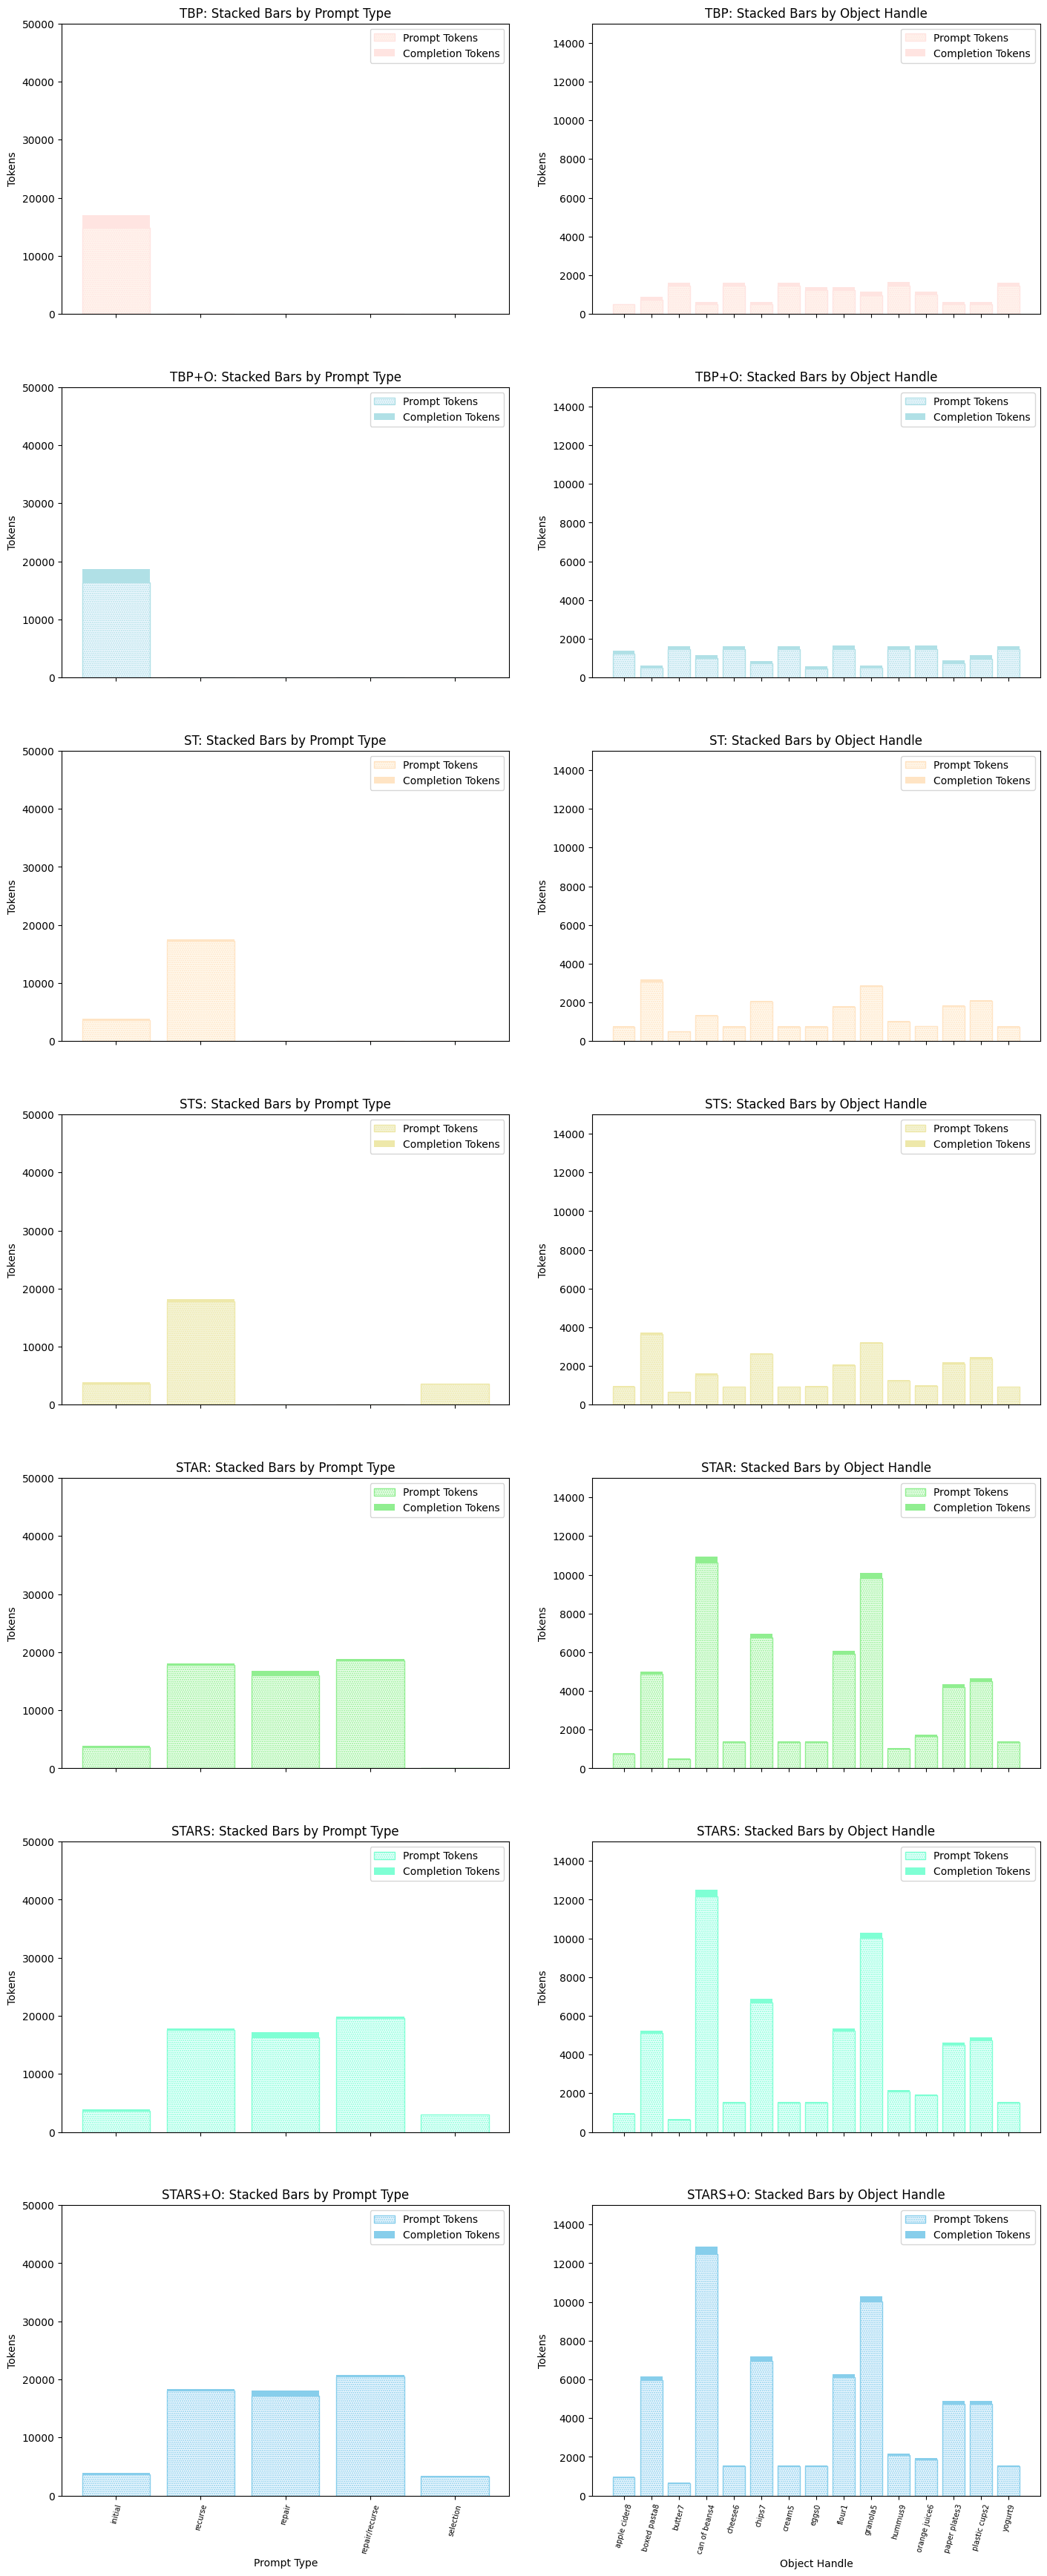 TBP: Stacked Bars by Prompt Type
50000
40000
30000
20000
10000
0
Tokens
Prompt Tokens
Completion Tokens
TBP: Stacked Bars by Object Handle
14000
12000
10000
8000
6000
4000
2000
0
Tokens
Prompt Tokens
Completion Tokens
TBP+O: Stacked Bars by Prompt Type
50000
40000
30000
20000
10000
0
Tokens
Prompt Tokens
Completion Tokens
TBP+O: Stacked Bars by Object Handle
14000
12000
10000
8000
6000
4000
2000
0
Tokens
Prompt Tokens
Completion Tokens
ST: Stacked Bars by Prompt Type
50000
40000
30000
20000
10000
0
Tokens
Prompt Tokens
Completion Tokens
ST: Stacked Bars by Object Handle
14000
12000
10000
8000
6000
4000
2000
0
Tokens
Prompt Tokens
Completion Tokens
STS: Stacked Bars by Prompt Type
50000
40000
30000
20000
10000
0
Tokens
Prompt Tokens
Completion Tokens
STS: Stacked Bars by Object Handle
14000
12000
10000
8000
6000
4000
2000
0
Tokens
Prompt Tokens
Completion Tokens
STAR: Stacked Bars by Prompt Type
50000
40000
30000
20000
10000
0
Tokens
Prompt Tokens
Completion Tokens
STAR: Stacked Bars by Object Handle
14000
12000
10000
8000
6000
4000
2000
0
Tokens
Prompt Tokens
Completion Tokens
STARS: Stacked Bars by Prompt Type
50000
40000
30000
20000
10000
0
Tokens
Prompt Tokens
Completion Tokens
STARS: Stacked Bars by Object Handle
14000
12000
10000
8000
6000
4000
2000
0
Tokens
Prompt Tokens
Completion Tokens
STARS+O: Stacked Bars by Prompt Type
50000
40000
30000
20000
10000
0
Tokens
Prompt Tokens
Completion Tokens
initial
recurse
repair
repair/recurse
selection
Prompt Type
STARS+O: Stacked Bars by Object Handle
14000
12000
10000
8000
6000
4000
2000
0
Tokens
Prompt Tokens
Completion Tokens
apple cider8
boxed pasta8
butter7
can of beans4
cheese6
chips7
cream5
eggs0
flour1
granola5
hummus9
orange juice6
paper plates3
plastic cups2
yogurt9
Object Handle